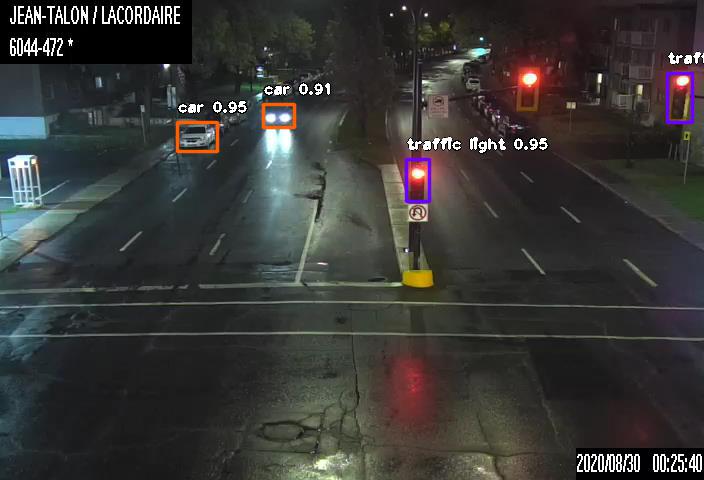 JEAN-TALON / LACORDAIRE
6044-472 *
traf
car 0.91
car 0.95
traffic light 0.95
2020/08/30 00:25:40